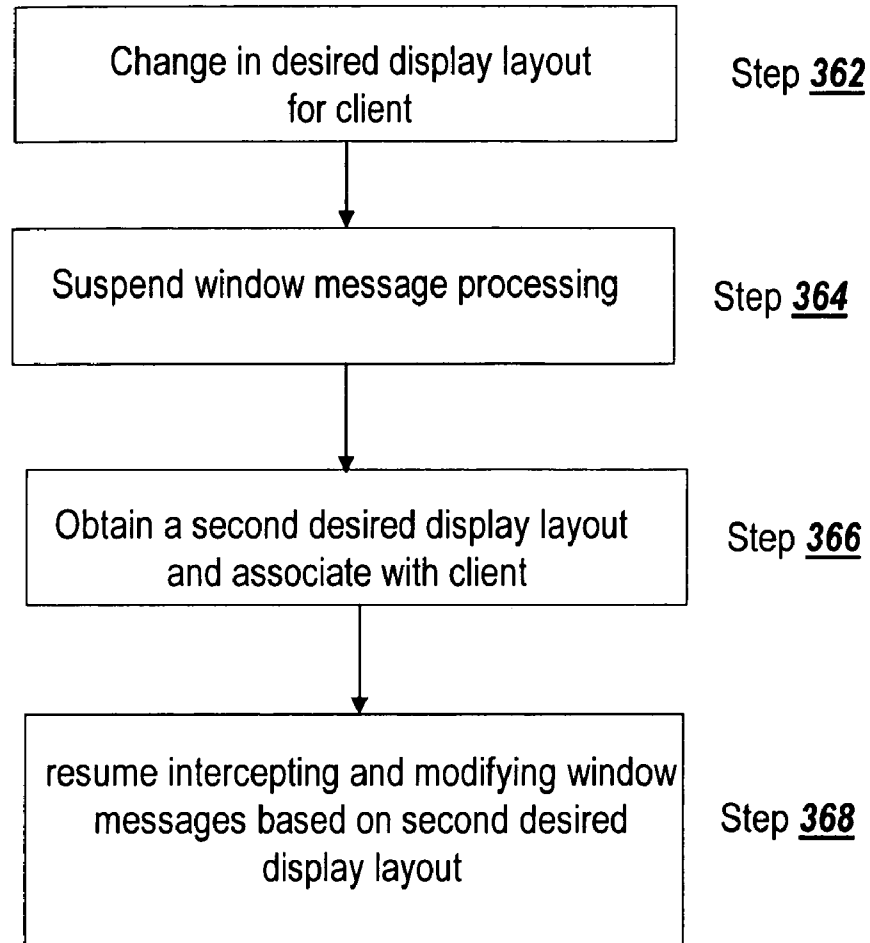 Change in desired display layout
for client
Step 362
Suspend window message processing
Step 364
Obtain a second desired display layout
and associate with client
Step 366
resume intercepting and modifying window
messages based on second desired
display layout
Step 368